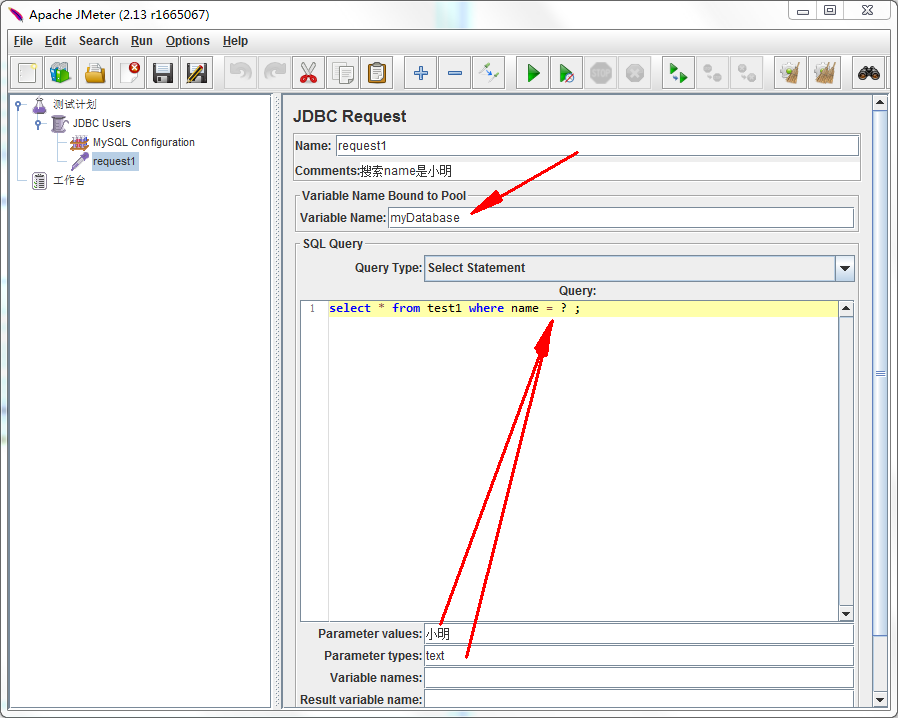 Apache JMeter (2.13 r1665067)
File Edit Search Run Options Help
测试计划
JDBC Users
MySQL Configuration
request1
工作台
JDBC Request
Name: request1
Comments:搜索name是小明
Variable Name Bound to Pool
Variable Name: myDatabase
SQL Query
Query Type: Select Statement
Query:
1 select * from test1 where name = ? ;
Parameter values: 小明
Parameter types: text
Variable names:
Result variable name: